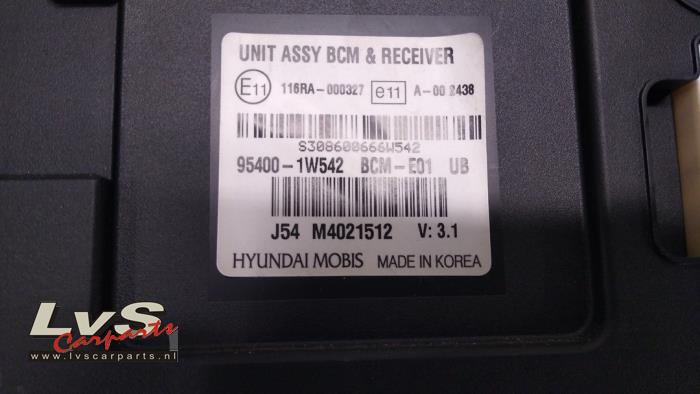 UNIT ASSY BCM & RECEIVER
E11 116RA-000327 e11 A-00 2438
S308600666W542
95400-1W542 BCM-E01 UB
J54 M4021512 V: 3.1
HYUNDAI MOBIS MADE IN KOREA
LvS
Carparts
www.lvscarparts.nl